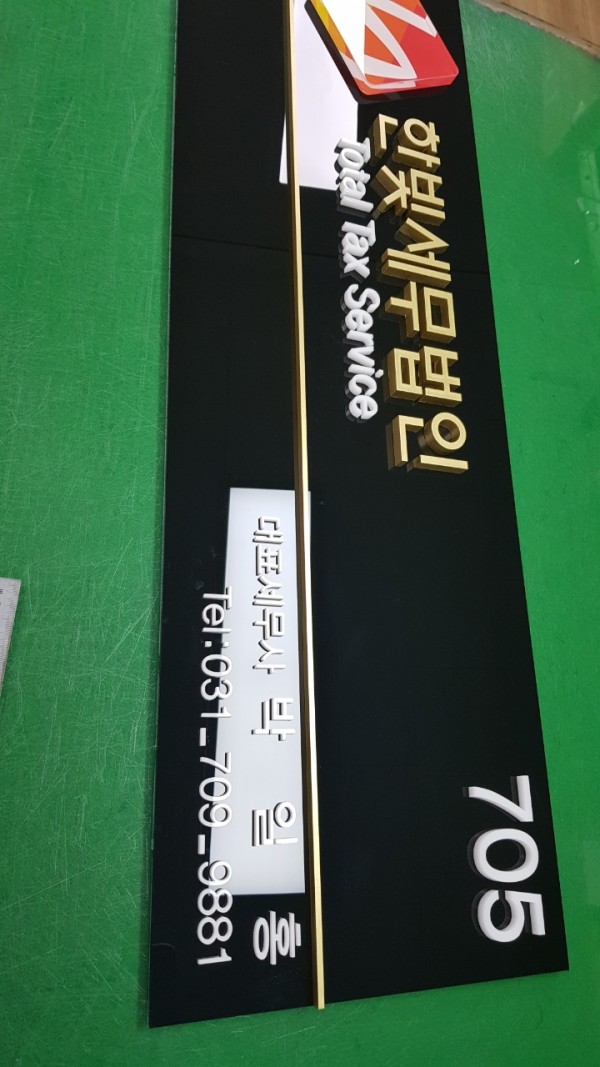 한빛세무법인
Total Tax Service
705
대표세무사 박 일 홍
Tel:031-709-9881